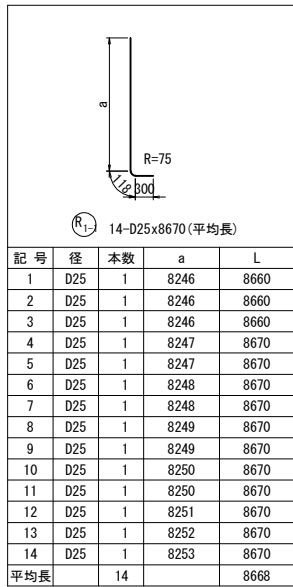 a
R=75
118
300
R1-1 14-D25x8670(平均長)
記 号 径 本数 a L
1 D25 1 8246 8660
2 D25 1 8246 8660
3 D25 1 8246 8660
4 D25 1 8247 8670
5 D25 1 8247 8670
6 D25 1 8248 8670
7 D25 1 8248 8670
8 D25 1 8249 8670
9 D25 1 8249 8670
10 D25 1 8250 8670
11 D25 1 8250 8670
12 D25 1 8251 8670
13 D25 1 8252 8670
14 D25 1 8253 8670
平均長 14 8668